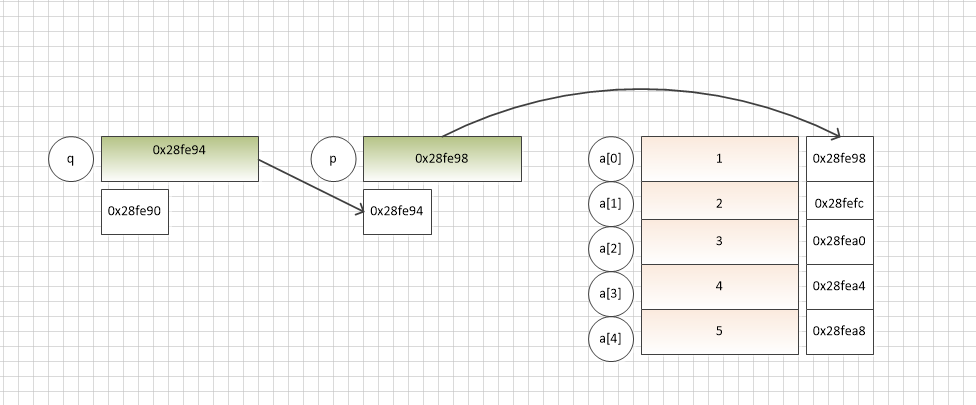 q
0x28fe94
0x28fe90
p
0x28fe98
0x28fe94
a[0] 1 0x28fe98
a[1] 2 0x28fefc
a[2] 3 0x28fea0
a[3] 4 0x28fea4
a[4] 5 0x28fea8